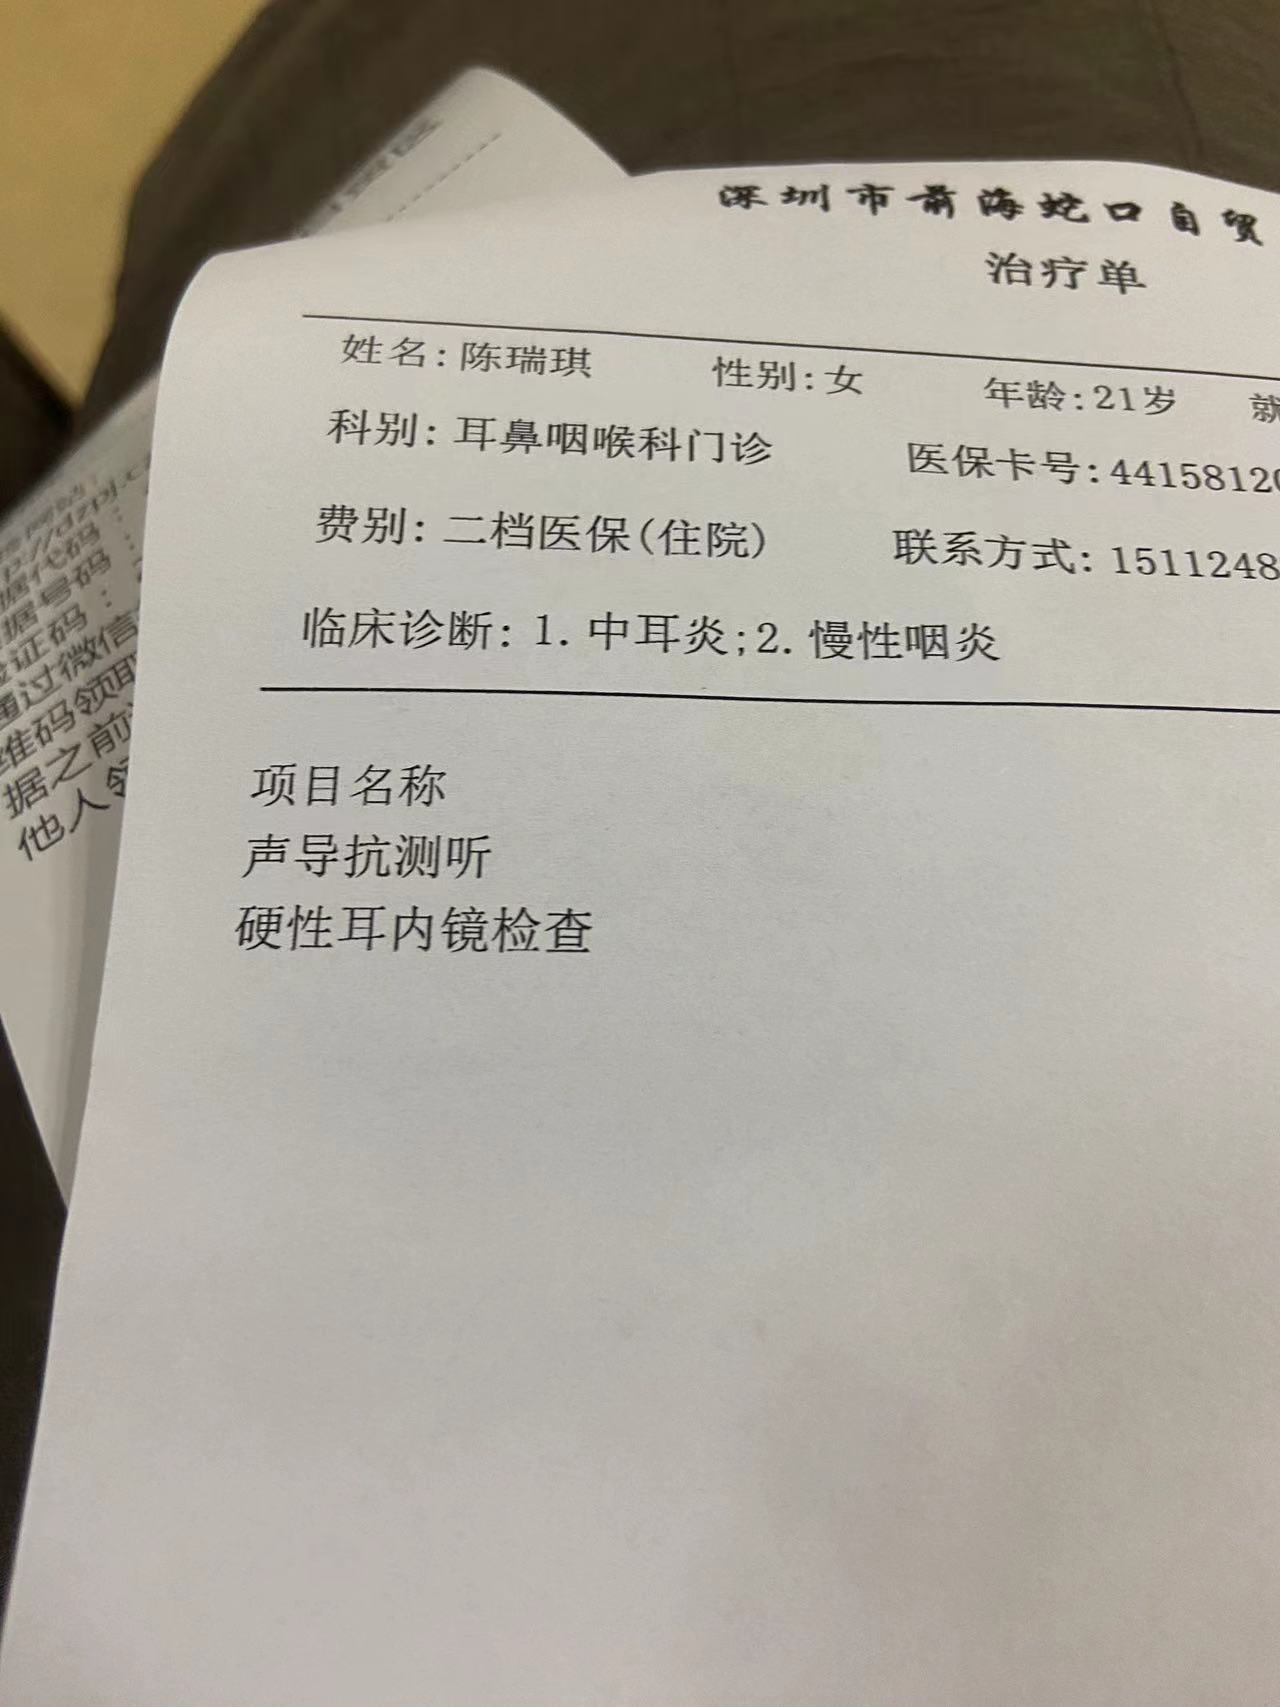 深圳市前海蛇口自贸
治疗单
姓名:陈瑞琪 性别:女 年龄:21岁 就
科别:耳鼻咽喉科门诊 医保卡号:4415812
费别:二档医保(住院) 联系方式:1511248
临床诊断:1.中耳炎;2.慢性咽炎
项目名称
声导抗测听
硬性耳内镜检查
据代码:
据号码:
验证码:
通过微信
维码领取
据之前
他人领